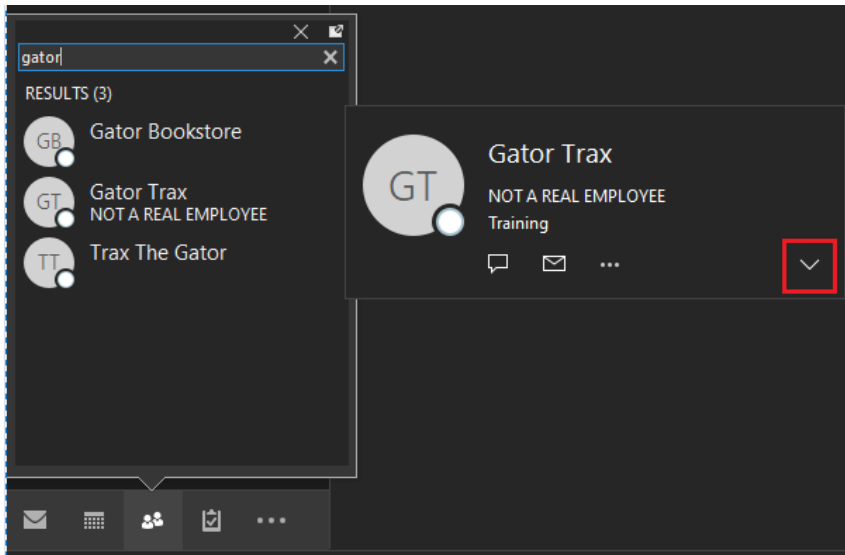 gator
RESULTS (3)
GB
Gator Bookstore
GT
Gator Trax
NOT A REAL EMPLOYEE
TT
Trax The Gator
GT
Gator Trax
NOT A REAL EMPLOYEE
Training